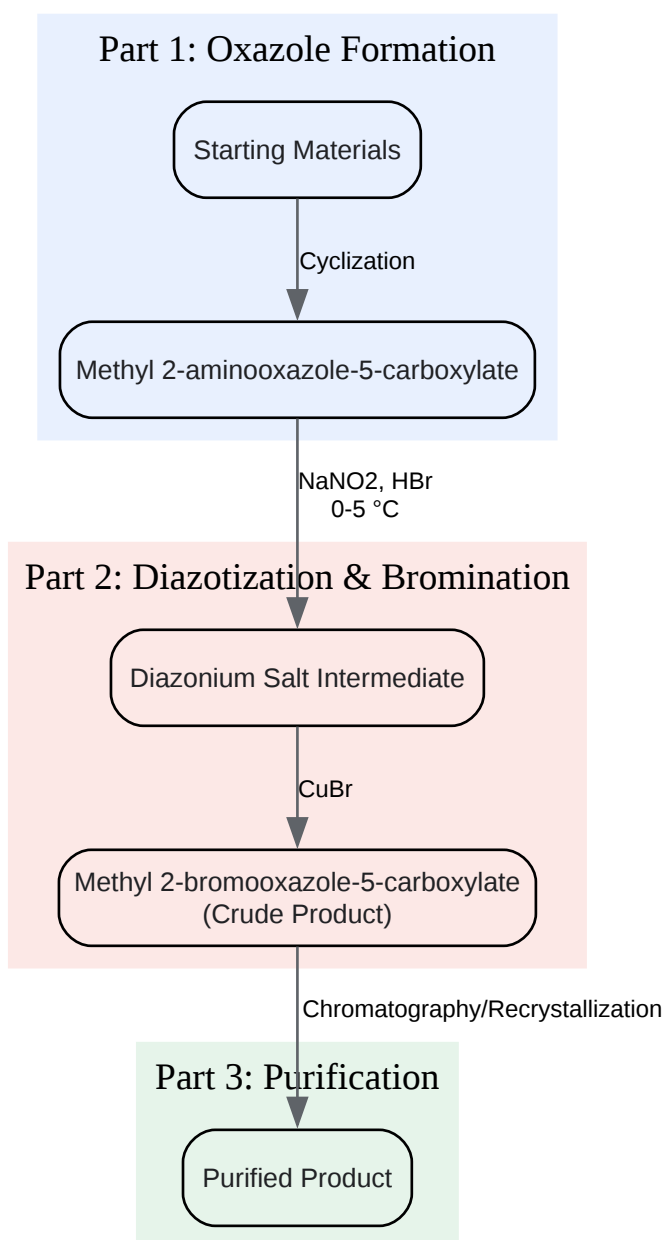 Part 1: Oxazole Formation
Starting Materials
Cyclization
Methyl 2-aminooxazole-5-carboxylate
NaNO2, HBr
0-5 °C
Part 2: Diazotization & Bromination
Diazonium Salt Intermediate
CuBr
Methyl 2-bromooxazole-5-carboxylate
(Crude Product)
Chromatography/Recrystallization
Part 3: Purification
Purified Product